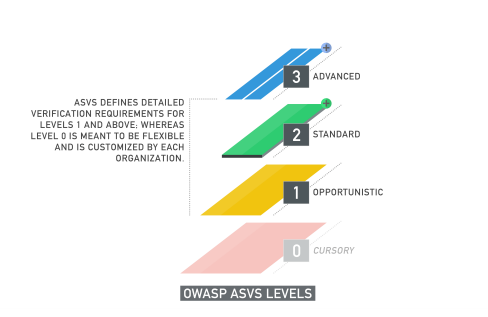 3 ADVANCED
ASVS DEFINES DETAILED
VERIFICATION REQUIREMENTS FOR
LEVELS 1 AND ABOVE; WHEREAS
LEVEL 0 IS MEANT TO BE FLEXIBLE
AND IS CUSTOMIZED BY EACH
ORGANIZATION.
2 STANDARD
1 OPPORTUNISTIC
0 CURSORY
OWASP ASVS LEVELS